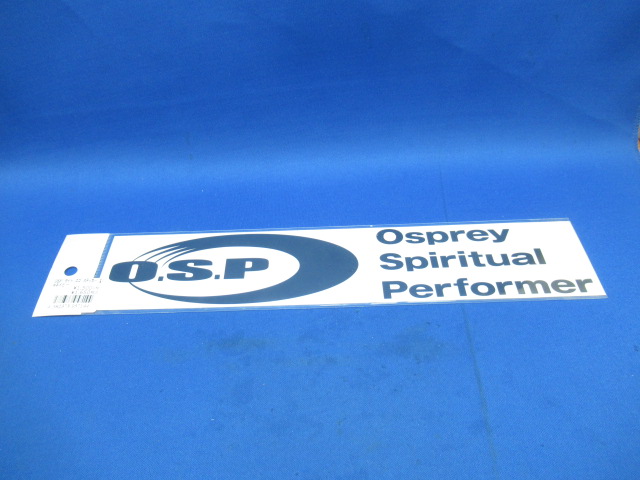 O.S.P
Osprey
Spiritual
Performer